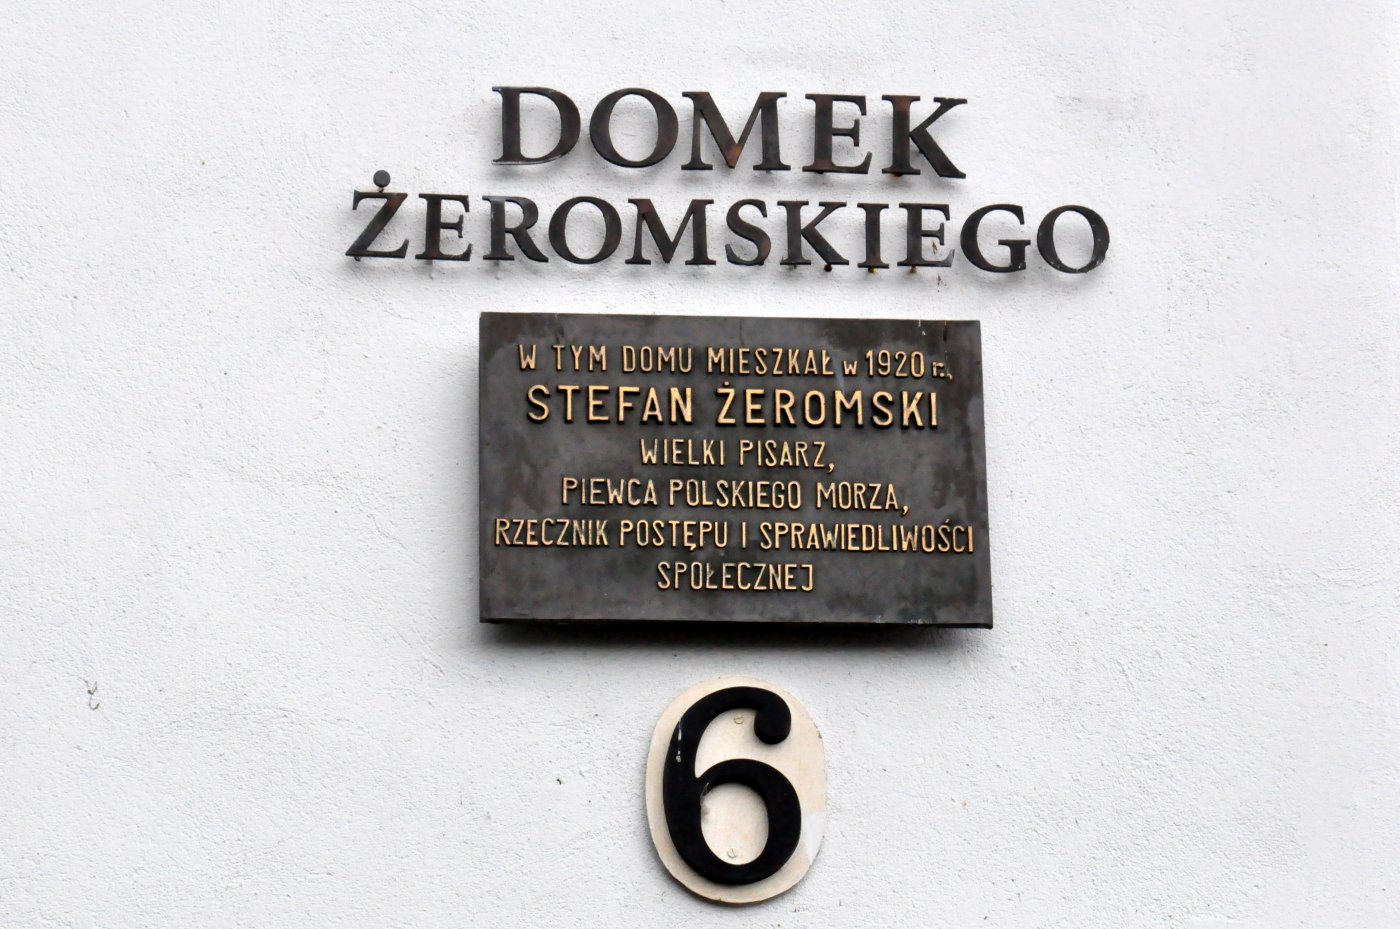 DOMEK
ŻEROMSKIEGO
W TYM DOMU MIESZKAŁ w 1920 r.
STEFAN ŻEROMSKI
WIELKI PISARZ,
PIEWCA POLSKIEGO MORZA,
RZECZNIK POSTĘPU I SPRAWIEDLIWOŚCI
SPOŁECZNEJ
6